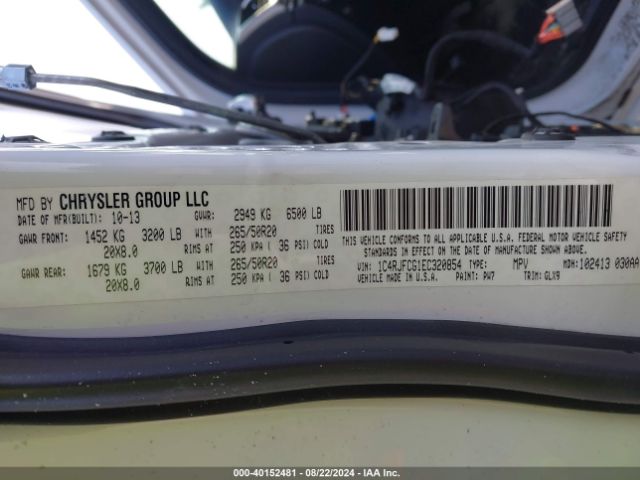 MFD BY CHRYSLER GROUP LLC
DATE OF MFR(BUILT): 10-13 GVWR: 2949 KG 6500 LB
GAWR FRONT: 1452 KG 3200 LB WITH 265/50R20 TIRES
20X8.0 RIMS AT 250 KPA ( 36 PSI) COLD
GAWR REAR: 1679 KG 3700 LB WITH 265/50R20 TIRES
20X8.0 RIMS AT 250 KPA ( 36 PSI) COLD
THIS VEHICLE CONFORMS TO ALL APPLICABLE U.S.A. FEDERAL MOTOR VEHICLE SAFETY
STANDARDS IN EFFECT ON THE DATE OF MANUFACTURE SHOWN ABOVE.
VIN: 1C4RJFCG1EC320854 TYPE: MPV MDH: 102413 030AA
VEHICLE MADE IN U.S.A. PAINT: PW7 TRIM: GLX9
000-40152481 - 08/22/2024 - IAA Inc.